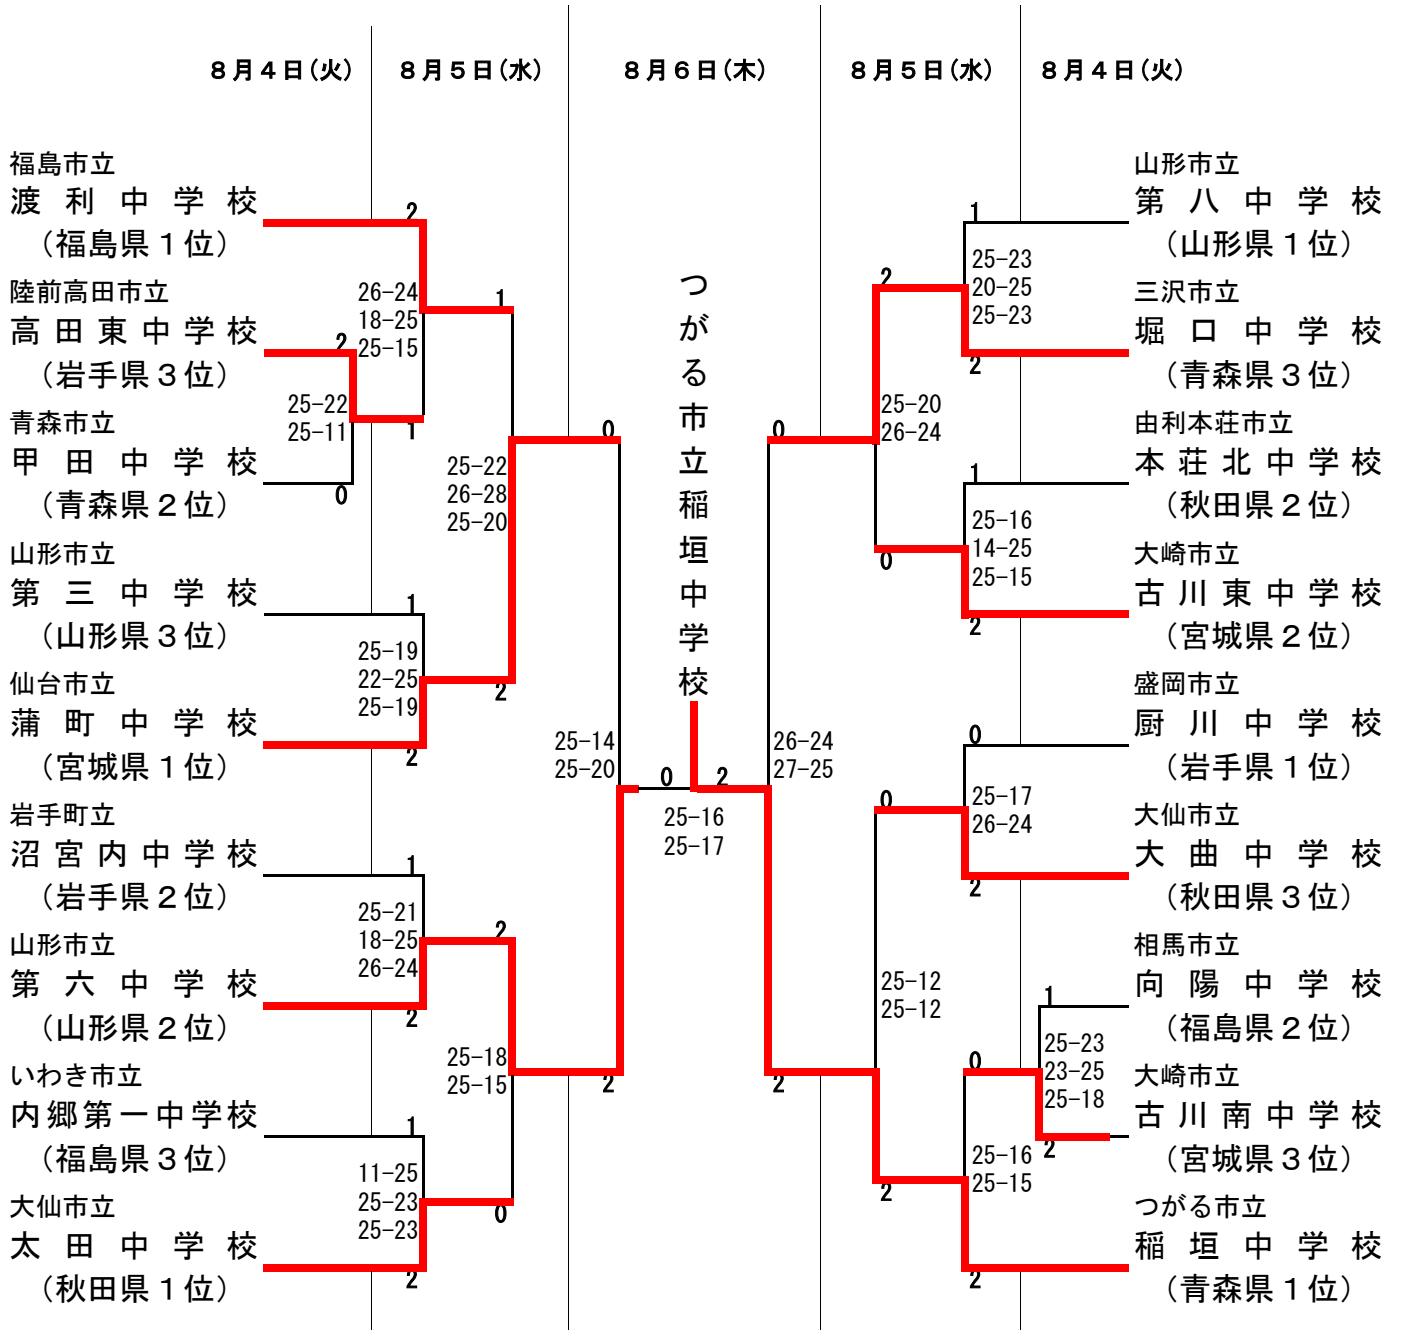 8月4日(火)
8月5日(水)
8月6日(木)
8月5日(水)
8月4日(火)
福島市立
渡利中学校
（福島県１位）
陸前高田市立
高田東中学校
（岩手県３位）
青森市立
甲田中学校
（青森県２位）
山形市立
第三中学校
（山形県３位）
仙台市立
蒲町中学校
（宮城県１位）
岩手町立
沼宮内中学校
（岩手県２位）
山形市立
第六中学校
（山形県２位）
いわき市立
内郷第一中学校
（福島県３位）
大仙市立
太田中学校
（秋田県１位）
2
0
25-22
25-11
2
26-24
18-25
25-15
1
1
25-19
22-25
25-19
2
1
25-21
18-25
26-24
2
1
11-25
25-23
25-23
2
1
25-22
26-28
25-20
2
2
25-18
25-15
0
0
25-14
25-20
2
つがる市立稲垣中学校
0
2
25-16
25-17
0
26-24
27-25
2
2
25-20
26-24
0
0
25-12
25-12
2
1
25-23
20-25
25-23
2
1
25-16
14-25
25-15
2
0
25-17
26-24
2
0
25-16
25-15
2
1
25-23
23-25
25-18
2
山形市立
第八中学校
（山形県１位）
三沢市立
堀口中学校
（青森県３位）
由利本荘市立
本荘北中学校
（秋田県２位）
大崎市立
古川東中学校
（宮城県２位）
盛岡市立
厨川中学校
（岩手県１位）
大仙市立
大曲中学校
（秋田県３位）
相馬市立
向陽中学校
（福島県２位）
大崎市立
古川南中学校
（宮城県３位）
つがる市立
稲垣中学校
（青森県１位）